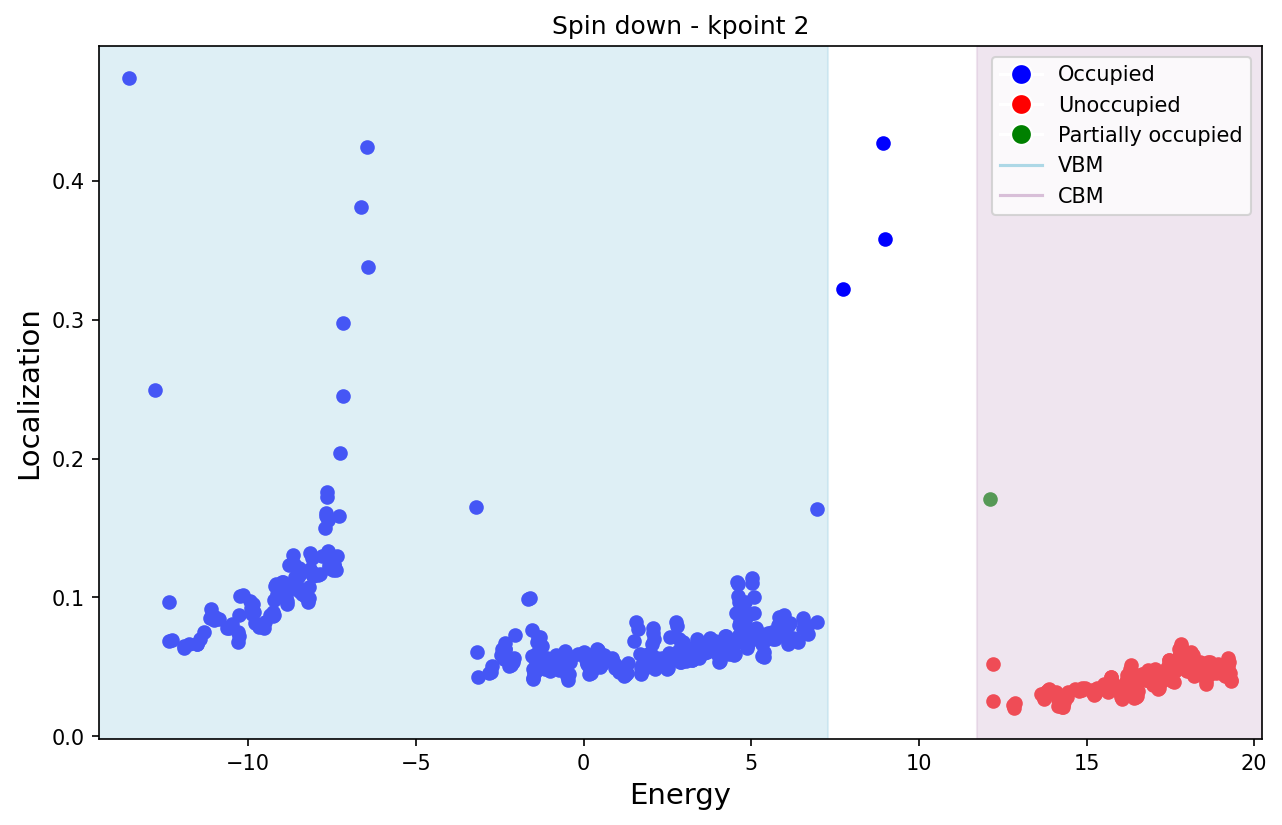 Spin down - kpoint 2
Localization
0.4
0.3
0.2
0.1
0.0
−10
−5
0
5
10
15
20
Energy
Occupied
Unoccupied
Partially occupied
VBM
CBM